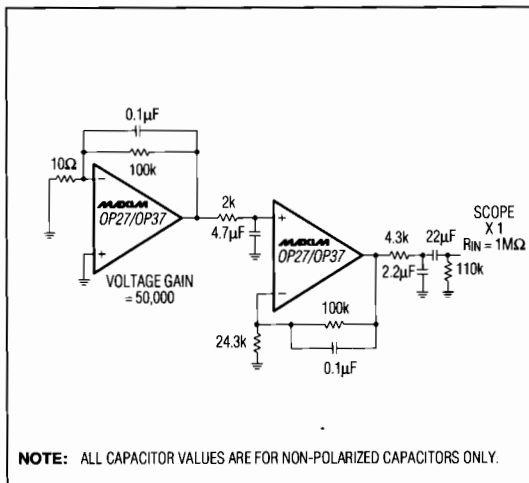 0.1µF
100k
10Ω
-
+
MAXIM
OP27/OP37
VOLTAGE GAIN
= 50,000
2k
4.7µF
+
-
MAXIM
OP27/OP37
4.3k
22µF
2.2µF
110k
SCOPE
X 1
RIN = 1MΩ
100k
24.3k
0.1µF
NOTE: ALL CAPACITOR VALUES ARE FOR NON-POLARIZED CAPACITORS ONLY.